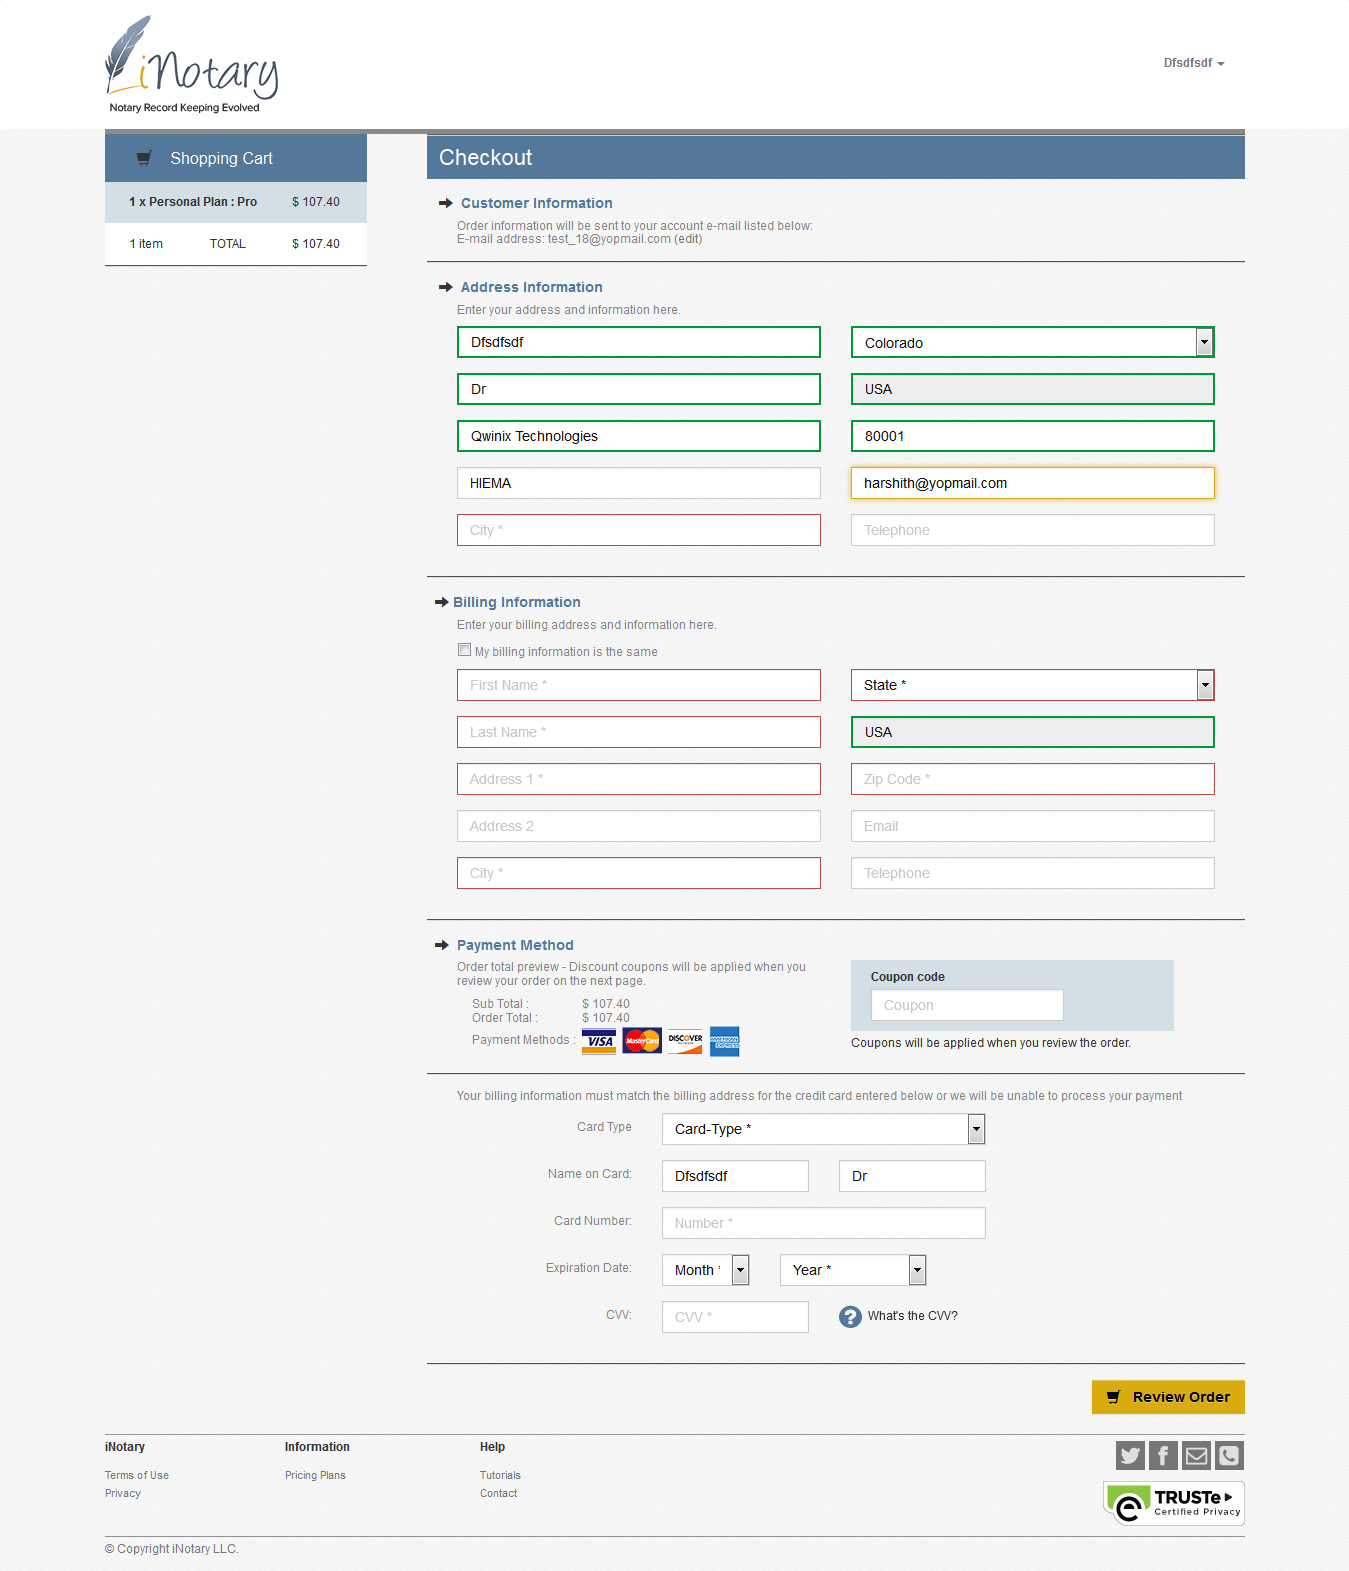 iNotary
Notary Record Keeping Evolved
Dfsdfsdf
Shopping Cart
1 x Personal Plan : Pro $ 107.40
1 item TOTAL $ 107.40
Checkout
Customer Information
Order information will be sent to your account e-mail listed below:
E-mail address: test_18@yopmail.com (edit)
Address Information
Enter your address and information here.
Dfsdfsdf Colorado
Dr USA
Qwinix Technologies 80001
HIEMA harshith@yopmail.com
City * Telephone
Billing Information
Enter your billing address and information here.
My billing information is the same
First Name * State *
Last Name * USA
Address 1 * Zip Code *
Address 2 Email
City * Telephone
Payment Method
Order total preview - Discount coupons will be applied when you
review your order on the next page.
Sub Total : $ 107.40
Order Total : $ 107.40
Payment Methods : VISA MasterCard DISCOVER AMERICAN EXPRESS
Coupon code
Coupon
Coupons will be applied when you review the order.
Your billing information must match the billing address for the credit card entered below or we will be unable to process your payment
Card Type Card-Type *
Name on Card: Dfsdfsdf Dr
Card Number: Number *
Expiration Date: Month * Year *
CVV: CVV * ? What's the CVV?
Review Order
iNotary Information Help
Terms of Use Pricing Plans Tutorials
Privacy Contact
TRUSTe
Certified Privacy
© Copyright iNotary LLC.